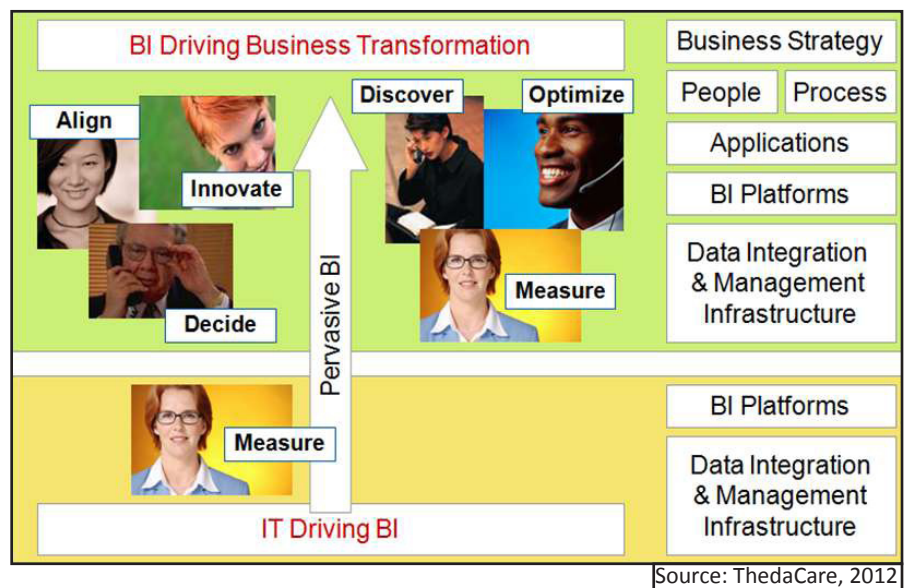 BI Driving Business Transformation
Business Strategy
People
Process
Applications
BI Platforms
Data Integration
& Management
Infrastructure
Align
Innovate
Decide
Discover
Optimize
Measure
Pervasive BI
Measure
IT Driving BI
BI Platforms
Data Integration
& Management
Infrastructure
Source: ThedaCare, 2012